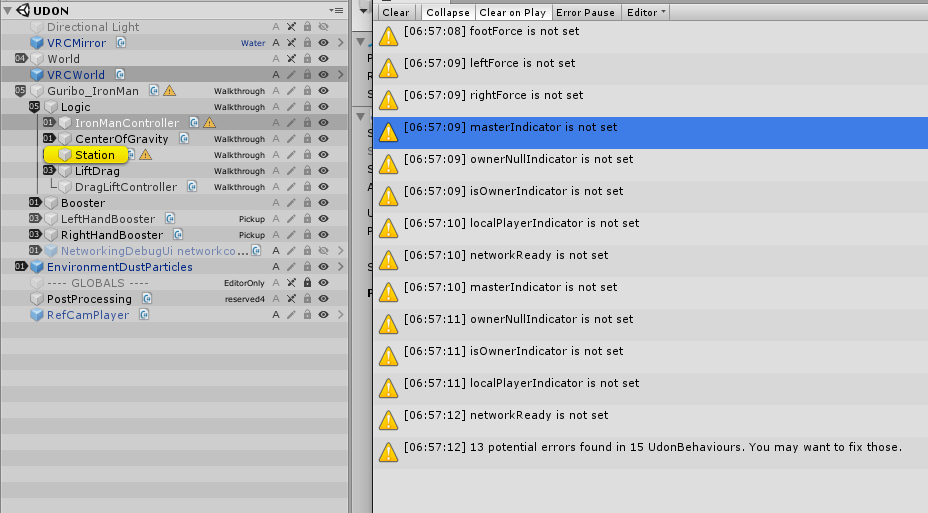 UDON
Directional Light A
VRCMirror Water A
04 World A
VRCWorld A
05 Guribo_IronMan Walkthrough A
05 Logic Walkthrough A
01 IronManController Walkthrough A
01 CenterOfGravity Walkthrough A
Station Walkthrough A
03 LiftDrag Walkthrough A
DragLiftController Walkthrough A
03 Booster A
03 LeftHandBooster Pickup A
03 RightHandBooster Pickup A
01 NetworkingDebugUi networkco... A
01 EnvironmentDustParticles A
---- GLOBALS ---- EditorOnly A
PostProcessing reserved4 A
RefCamPlayer A
Clear Collapse Clear on Play Error Pause Editor
[06:57:08] footForce is not set
[06:57:09] leftForce is not set
[06:57:09] rightForce is not set
[06:57:09] masterIndicator is not set
[06:57:09] ownerNullIndicator is not set
[06:57:09] isOwnerIndicator is not set
[06:57:10] localPlayerIndicator is not set
[06:57:10] networkReady is not set
[06:57:10] masterIndicator is not set
[06:57:11] ownerNullIndicator is not set
[06:57:11] isOwnerIndicator is not set
[06:57:11] localPlayerIndicator is not set
[06:57:12] networkReady is not set
[06:57:12] 13 potential errors found in 15 UdonBehaviours. You may want to fix those.